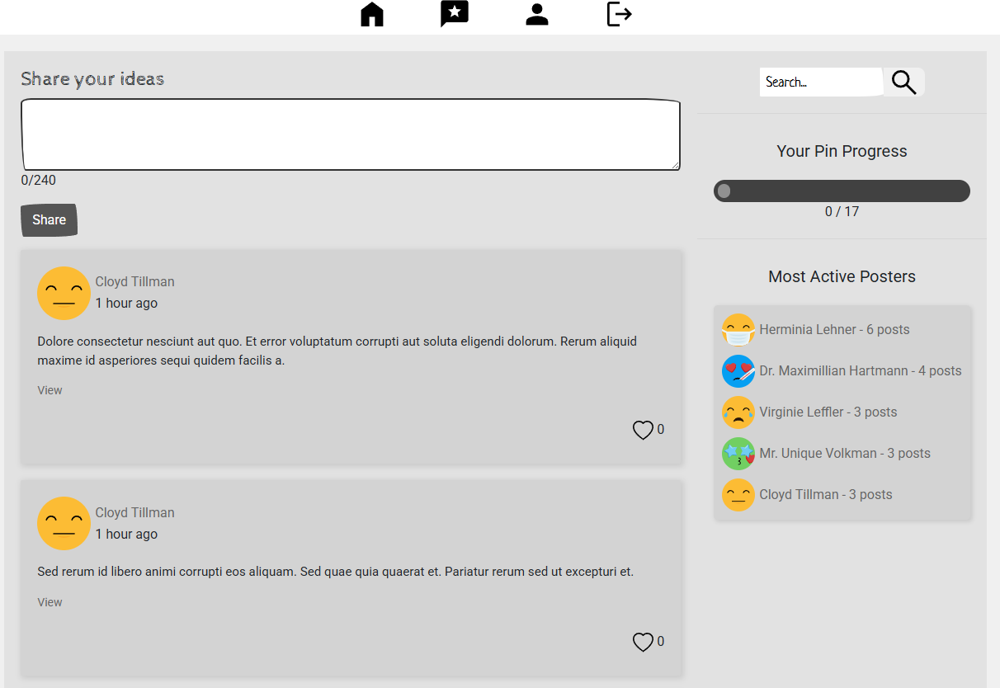 Share your ideas
0/240
Share
Cloyd Tillman
1 hour ago
Dolore consectetur nesciunt aut quo. Et error voluptatum corrupti aut soluta eligendi dolorum. Rerum aliquid
maxime id asperiores sequi quidem facilis a.
View
0
Cloyd Tillman
1 hour ago
Sed rerum id libero animi corrupti eos aliquam. Sed quae quia quaerat et. Pariatur rerum sed ut excepturi et.
View
0
Search...
Your Pin Progress
0 / 17
Most Active Posters
Herminia Lehner - 6 posts
Dr. Maximillian Hartmann - 4 posts
Virginie Leffler - 3 posts
Mr. Unique Volkman - 3 posts
Cloyd Tillman - 3 posts